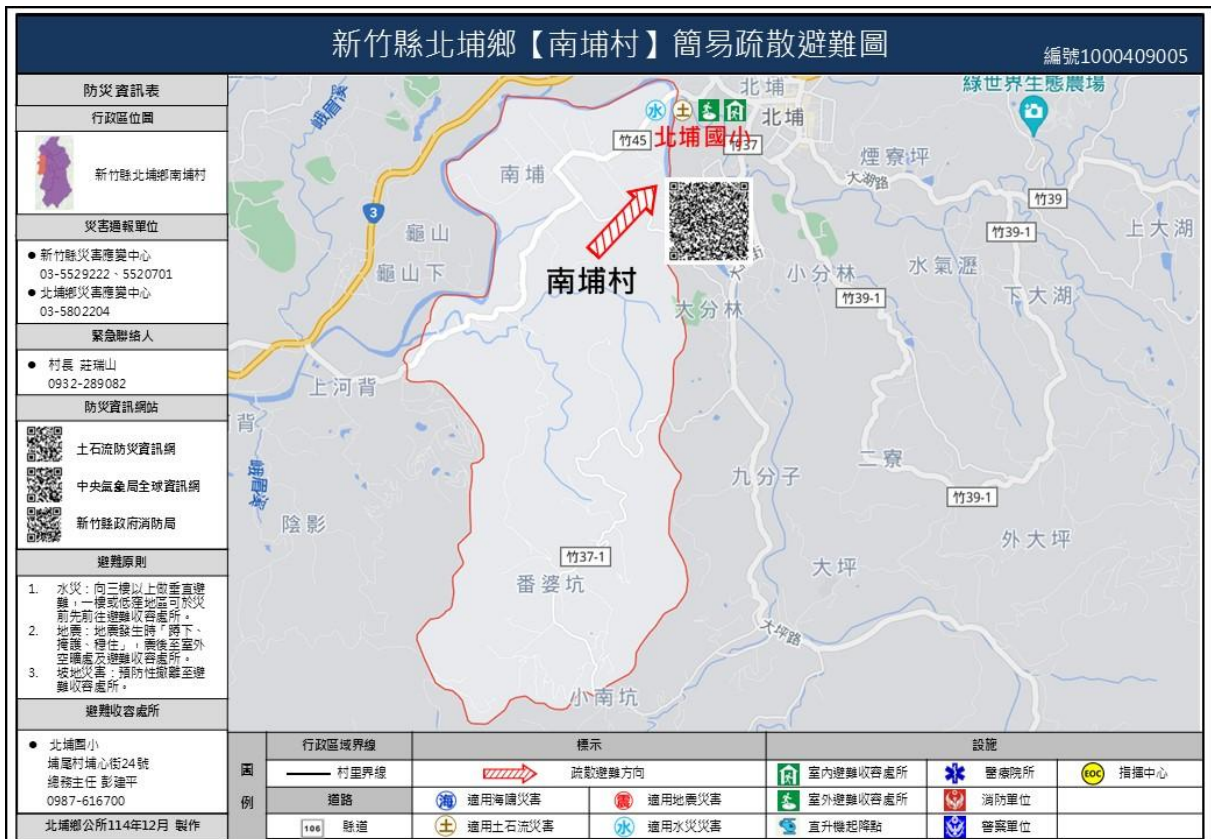 新竹縣北埔鄉【南埔村】簡易疏散避難圖
編號1000409005
防災資訊表
行政區位圖
新竹縣北埔鄉南埔村
災害通報單位
● 新竹縣災害應變中心
03-5529222、5520701
● 北埔鄉災害應變中心
03-5802204
緊急聯絡人
● 村長 莊瑞山
0932-289082
防災資訊網站
土石流防災資訊網
中央氣象局全球資訊網
新竹縣政府消防局
避難原則
1. 水災:向三樓以上做垂直避
難,一樓或低窪地區可於災
前先前往避難收容處所。
2. 地震:地震發生時「蹲下、
掩護、穩住」,震後至室外
空曠處及避難收容處所。
3. 坡地災害:預防性撤離至避
難收容處所。
避難收容處所
● 北埔國小
埔尾村埔心街24號
總務主任 彭建平
0987-616700
北埔鄉公所114年12月 製作
峨眉溪
北埔
綠世界生態農場
水
土
北埔
竹45
北埔國小
竹37
南埔
煙寮坪
大湖路
竹39
3
龜山
竹39-1
上大湖
龜山下
南埔村
小分林
水氣瀝
下大湖
竹39-1
大分林
上河背
河背
峨眉溪
九分子
二寮
竹39-1
陰影
外大坪
竹37-1
番婆坑
大坪
大坪路
小南坑
圖例
行政區域界線
標示
設施
村里界線
疏散避難方向
室內避難收容處所
醫療院所
EOC 指揮中心
道路
海 適用海嘯災害
震 適用地震災害
室外避難收容處所
消防單位
106 縣道
土 適用土石流災害
水 適用水災災害
直升機起降點
警察單位